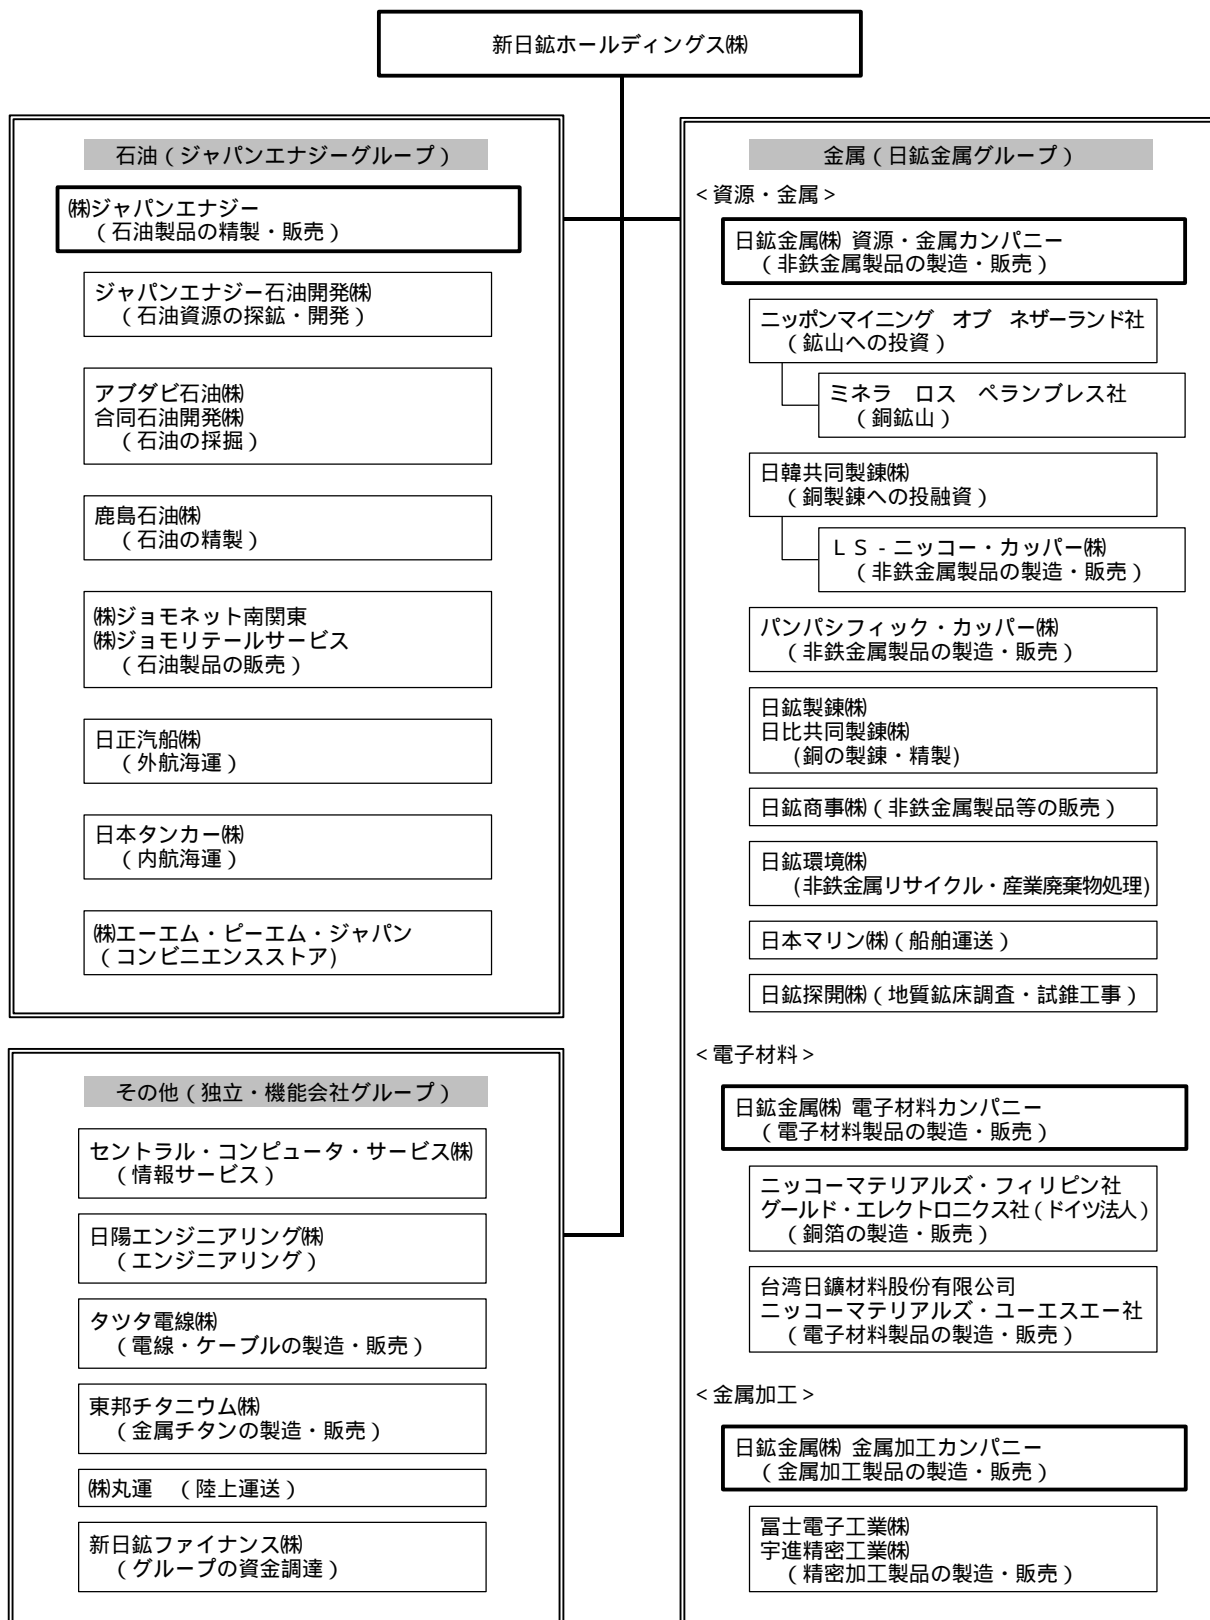 新日鉱ホールディングス㈱
石油（ジャパンエナジーグループ）
㈱ジャパンエナジー
（石油製品の精製・販売）
ジャパンエナジー石油開発㈱
（石油資源の探鉱・開発）
アブダビ石油㈱
合同石油開発㈱
（石油の採掘）
鹿島石油㈱
（石油の精製）
㈱ジョモネット南関東
㈱ジョモリテールサービス
（石油製品の販売）
日正汽船㈱
（外航海運）
日本タンカー㈱
（内航海運）
㈱エーエム・ピーエム・ジャパン
（コンビニエンスストア)
その他（独立・機能会社グループ）
セントラル・コンピュータ・サービス㈱
（情報サービス）
日陽エンジニアリング㈱
（エンジニアリング）
タツタ電線㈱
（電線・ケーブルの製造・販売）
東邦チタニウム㈱
（金属チタンの製造・販売）
㈱丸運　（陸上運送）
新日鉱ファイナンス㈱
（グループの資金調達）
金属（日鉱金属グループ）
＜資源・金属＞
日鉱金属㈱ 資源・金属カンパニー
（非鉄金属製品の製造・販売）
ニッポンマイニング　オブ　ネザーランド社
（鉱山への投資）
ミネラ　ロス　ペランブレス社
（銅鉱山）
日韓共同製錬㈱
（銅製錬への投融資）
ＬＳ-ニッコー・カッパー㈱
（非鉄金属製品の製造・販売）
パンパシフィック・カッパー㈱
（非鉄金属製品の製造・販売）
日鉱製錬㈱
日比共同製錬㈱
(銅の製錬・精製)
日鉱商事㈱（非鉄金属製品等の販売）
日鉱環境㈱
(非鉄金属リサイクル・産業廃棄物処理)
日本マリン㈱（船舶運送）
日鉱探開㈱（地質鉱床調査・試錐工事）
＜電子材料＞
日鉱金属㈱ 電子材料カンパニー
（電子材料製品の製造・販売）
ニッコーマテリアルズ・フィリピン社
グールド・エレクトロニクス社（ドイツ法人）
（銅箔の製造・販売）
台湾日鑛材料股份有限公司
ニッコーマテリアルズ・ユーエスエー社
（電子材料製品の製造・販売）
＜金属加工＞
日鉱金属㈱ 金属加工カンパニー
（金属加工製品の製造・販売）
冨士電子工業㈱
宇進精密工業㈱
（精密加工製品の製造・販売）